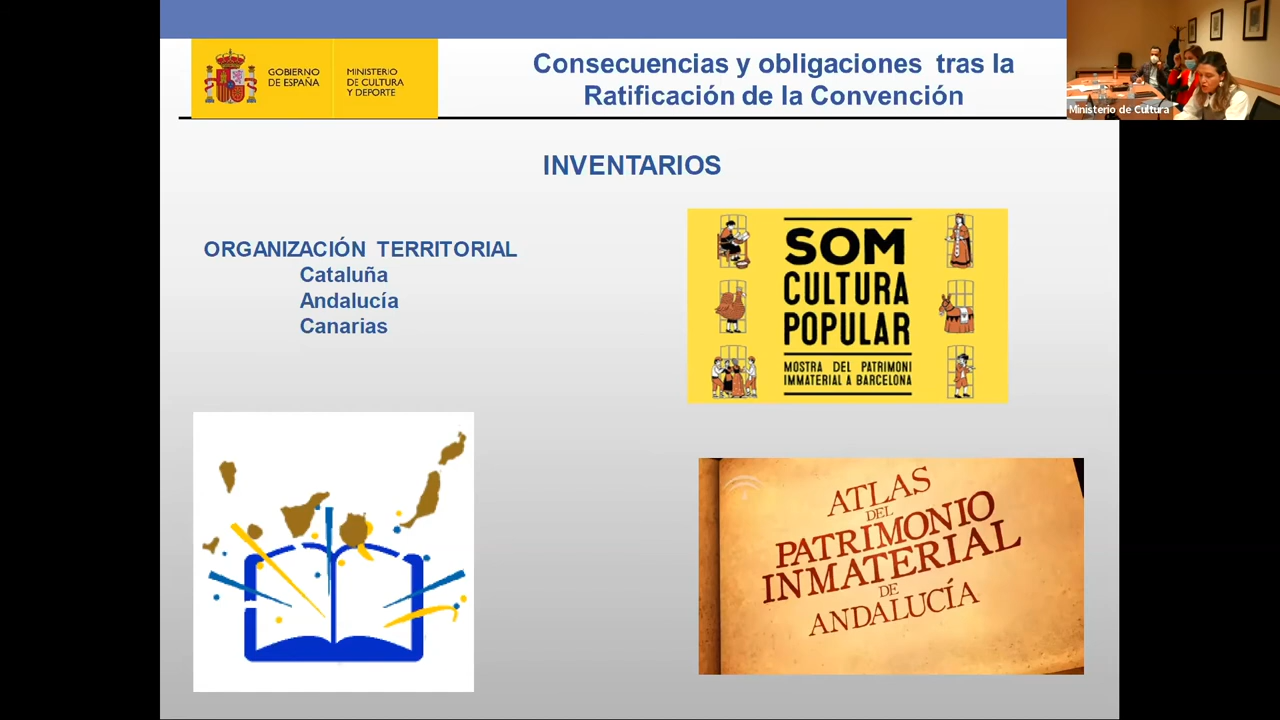 GOBIERNO
DE ESPAÑA
MINISTERIO
DE CULTURA
Y DEPORTE
Consecuencias y obligaciones tras la
Ratificación de la Convención
Ministerio de Cultura
INVENTARIOS
ORGANIZACIÓN TERRITORIAL
Cataluña
Andalucía
Canarias
SOM
CULTURA
POPULAR
MOSTRA DEL PATRIMONI
IMMATERIAL A BARCELONA
ATLAS
DEL
PATRIMONIO
INMATERIAL
DE
ANDALUCÍA